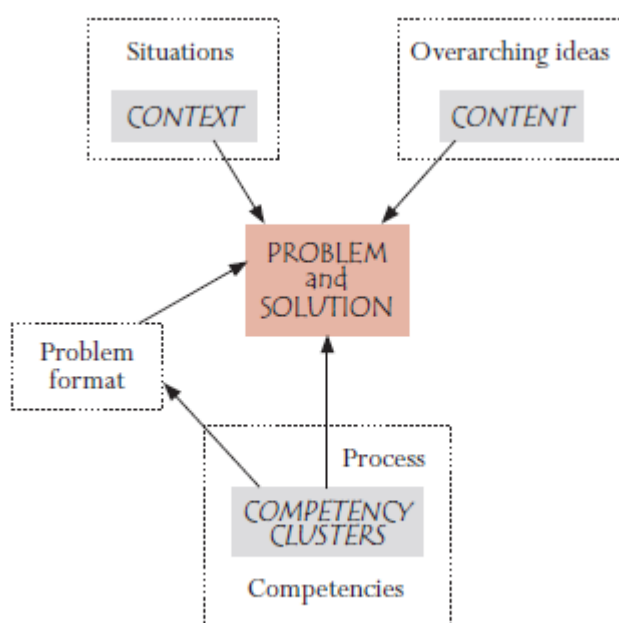 Situations
CONTEXT
Overarching ideas
CONTENT
PROBLEM
and
SOLUTION
Problem
format
Process
COMPETENCY
CLUSTERS
Competencies